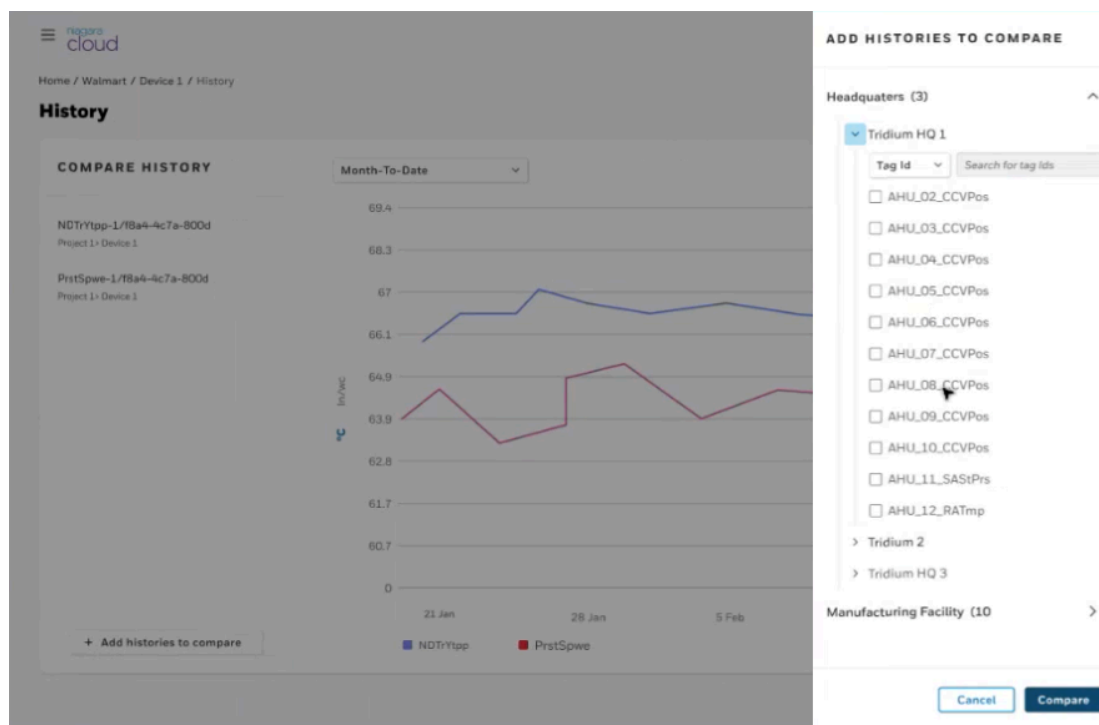 niagara
cloud
Home / Walmart / Device 1 / History
History
COMPARE HISTORY
NDTrYtpp-1/f8a4-4c7a-800d
Project 1> Device 1
PrstSpwe-1/f8a4-4c7a-800d
Project 1> Device 1
+ Add histories to compare
Month-To-Date
69.4
68.3
67
66.1
64.9
63.9
62.8
61.7
60.7
0
In/wc
°C
21 Jan
28 Jan
5 Feb
NDTrYtpp
PrstSpwe
ADD HISTORIES TO COMPARE
Headquaters (3)
Tridium HQ 1
Tag Id
Search for tag Ids
AHU_02_CCVPos
AHU_03_CCVPos
AHU_04_CCVPos
AHU_05_CCVPos
AHU_06_CCVPos
AHU_07_CCVPos
AHU_08_CCVPos
AHU_09_CCVPos
AHU_10_CCVPos
AHU_11_SAStPrs
AHU_12_RATmp
Tridium 2
Tridium HQ 3
Manufacturing Facility (10
Cancel
Compare